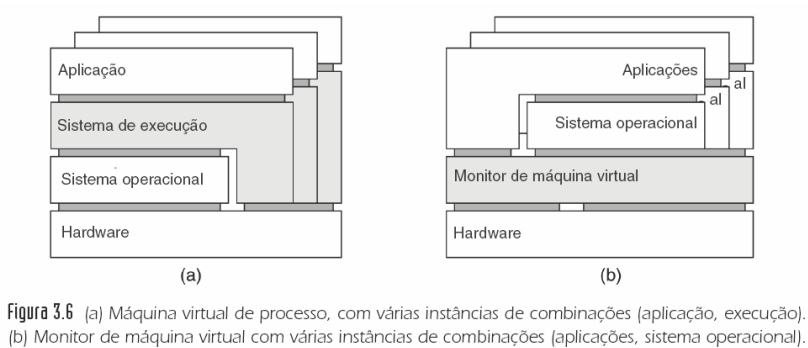 Aplicação
Sistema de execução
Sistema operacional
Hardware
(a)
Aplicações
al
al
Sistema operacional
Monitor de máquina virtual
Hardware
(b)
Figura 3.6 (a) Máquina virtual de processo, com várias instâncias de combinações (aplicação, execução).
(b) Monitor de máquina virtual com várias instâncias de combinações (aplicações, sistema operacional).